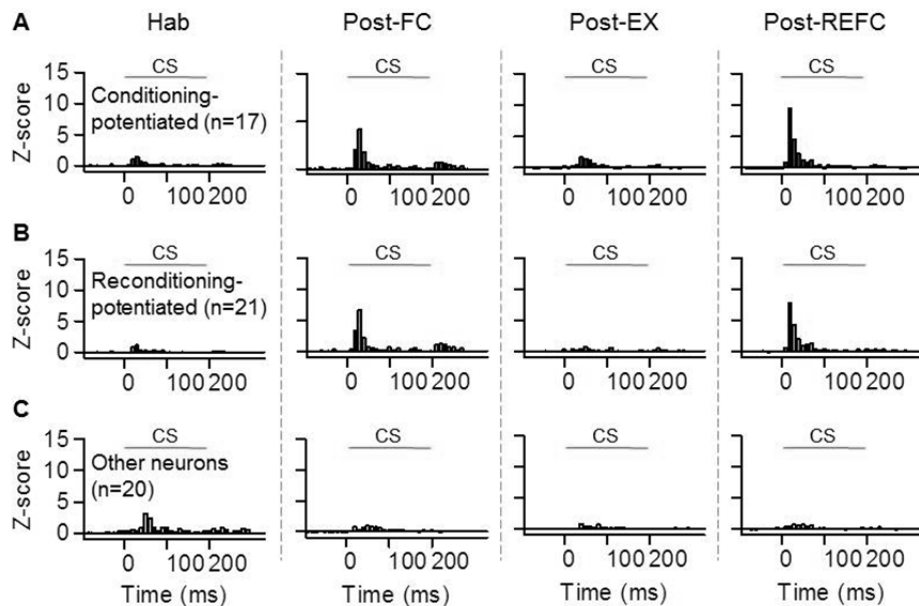 A Hab Post-FC Post-EX Post-REFC
CS CS CS CS
15
10
5
0
Z-score
Conditioning-
potentiated (n=17)
0 100 200 0 100 200 0 100 200 0 100 200
B
CS CS CS CS
15
10
5
0
Z-score
Reconditioning-
potentiated (n=21)
0 100 200 0 100 200 0 100 200 0 100 200
C
CS CS CS CS
15
10
5
0
Z-score
Other neurons
(n=20)
0 100 200 0 100 200 0 100 200 0 100 200
Time (ms) Time (ms) Time (ms) Time (ms)